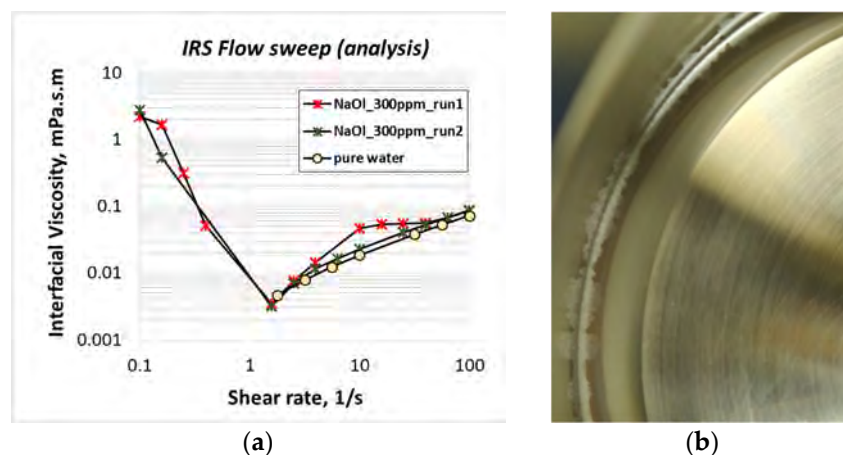 IRS Flow sweep (analysis)
10
1
0.1
0.01
0.001
Interfacial Viscosity, mPa.s.m
NaOl_300ppm_run1
NaOl_300ppm_run2
pure water
0.1
1
10
100
Shear rate, 1/s
(a)
(b)